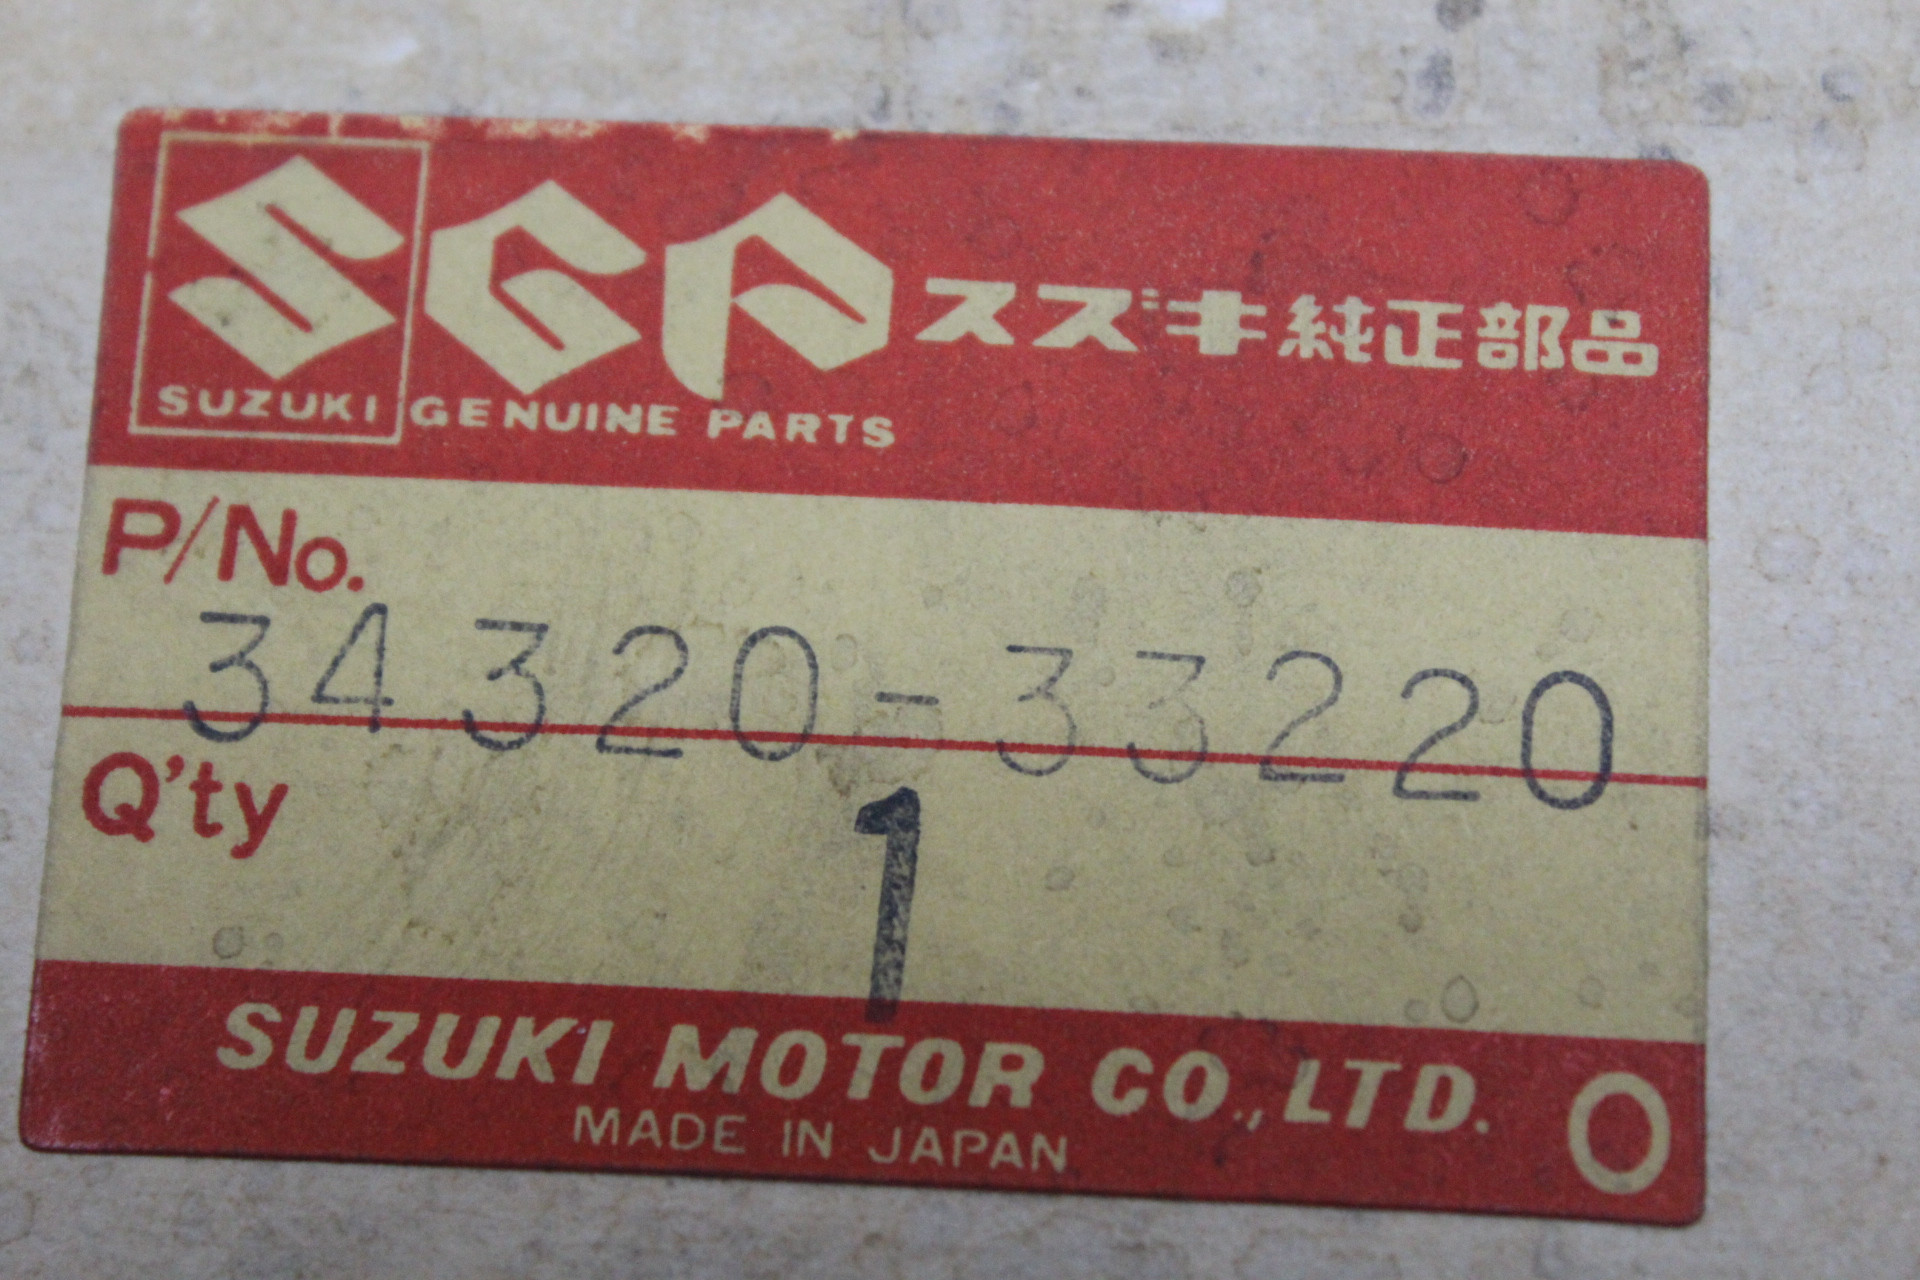 SGP スズキ純正部品
SUZUKI GENUINE PARTS
P/No.
34320-33220
Q'ty
1
SUZUKI MOTOR CO.,LTD.
MADE IN JAPAN
O